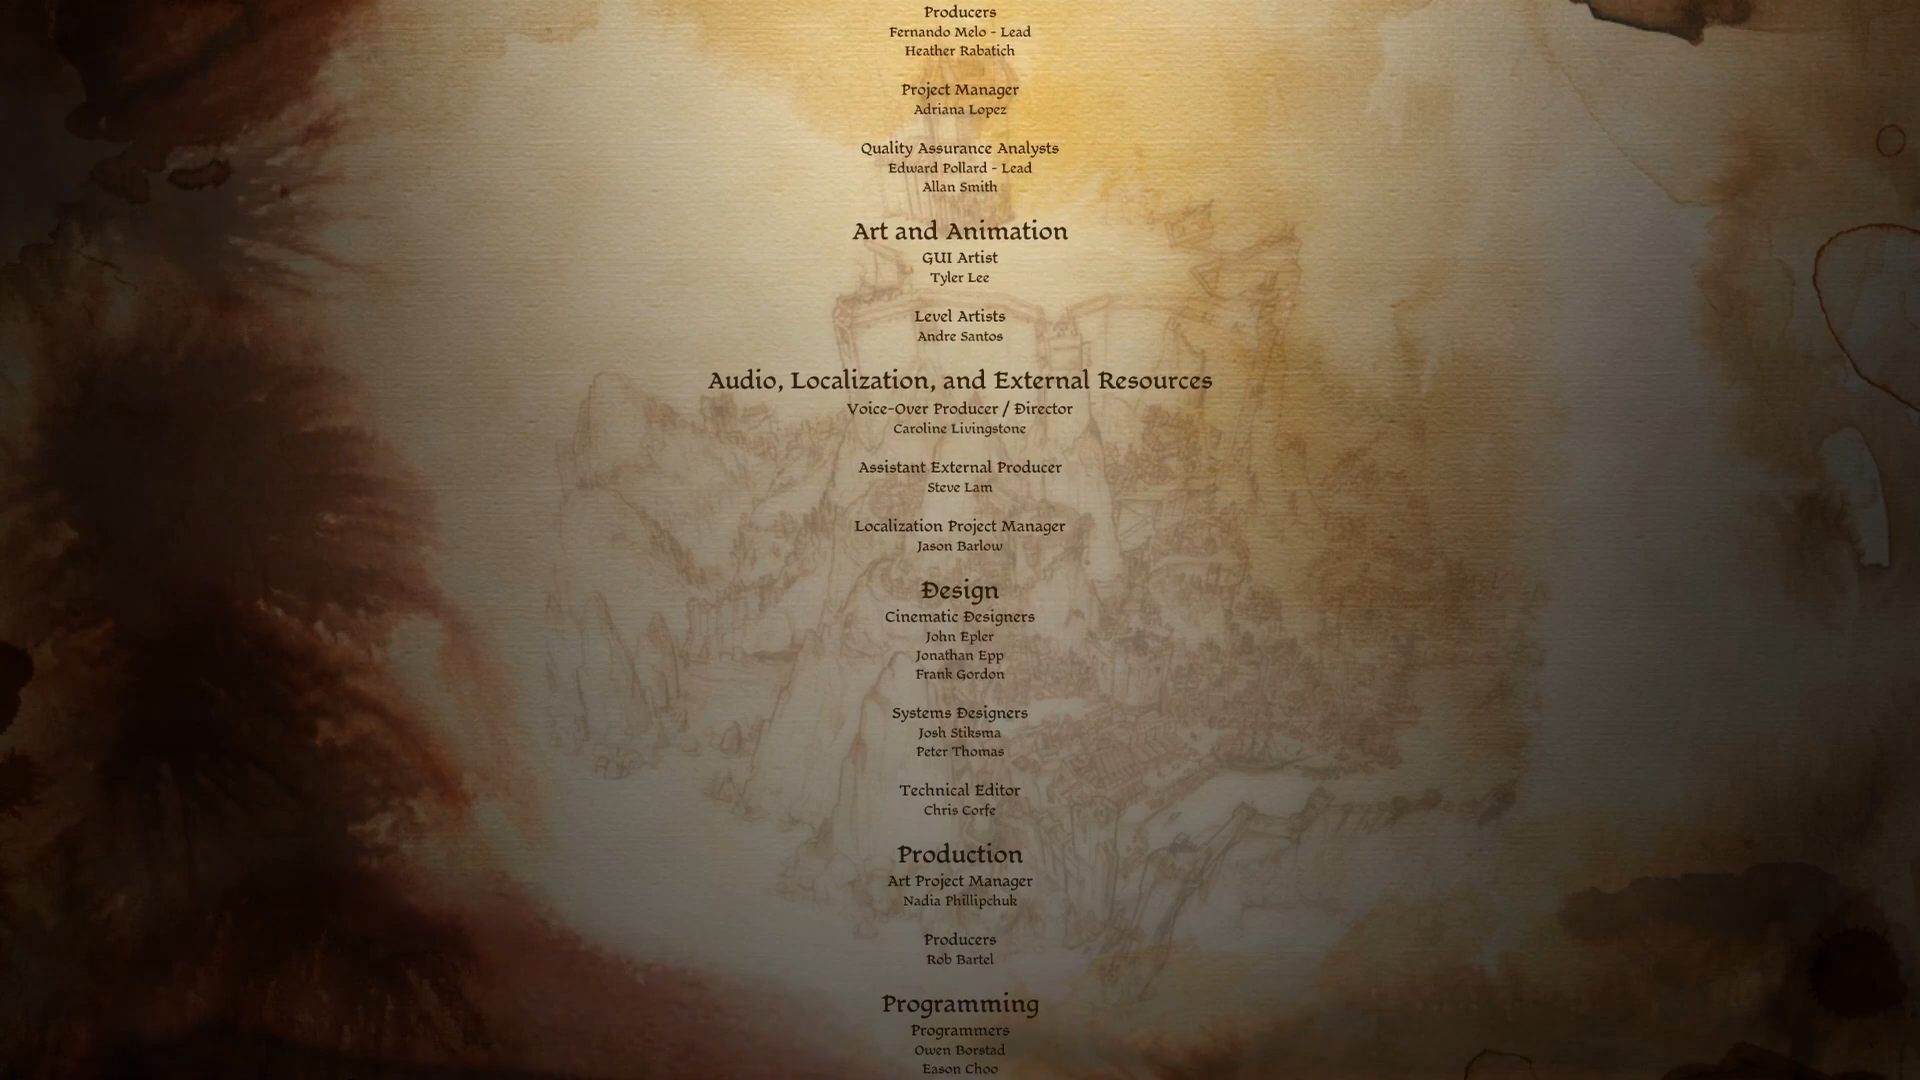 Producers
Fernando Melo - Lead
Heather Rabatich
Project Manager
Adriana Lopez
Quality Assurance Analysts
Edward Pollard - Lead
Allan Smith
Art and Animation
GUI Artist
Tyler Lee
Level Artists
Andre Santos
Audio, Localization, and External Resources
Voice-Over Producer / Director
Caroline Livingstone
Assistant External Producer
Steve Lam
Localization Project Manager
Jason Barlow
Design
Cinematic Designers
John Epler
Jonathan Epp
Frank Gordon
Systems Designers
Josh Stiksma
Peter Thomas
Technical Editor
Chris Corfe
Production
Art Project Manager
Nadia Phillipchuk
Producers
Rob Bartel
Programming
Programmers
Owen Borstad
Eason Choo